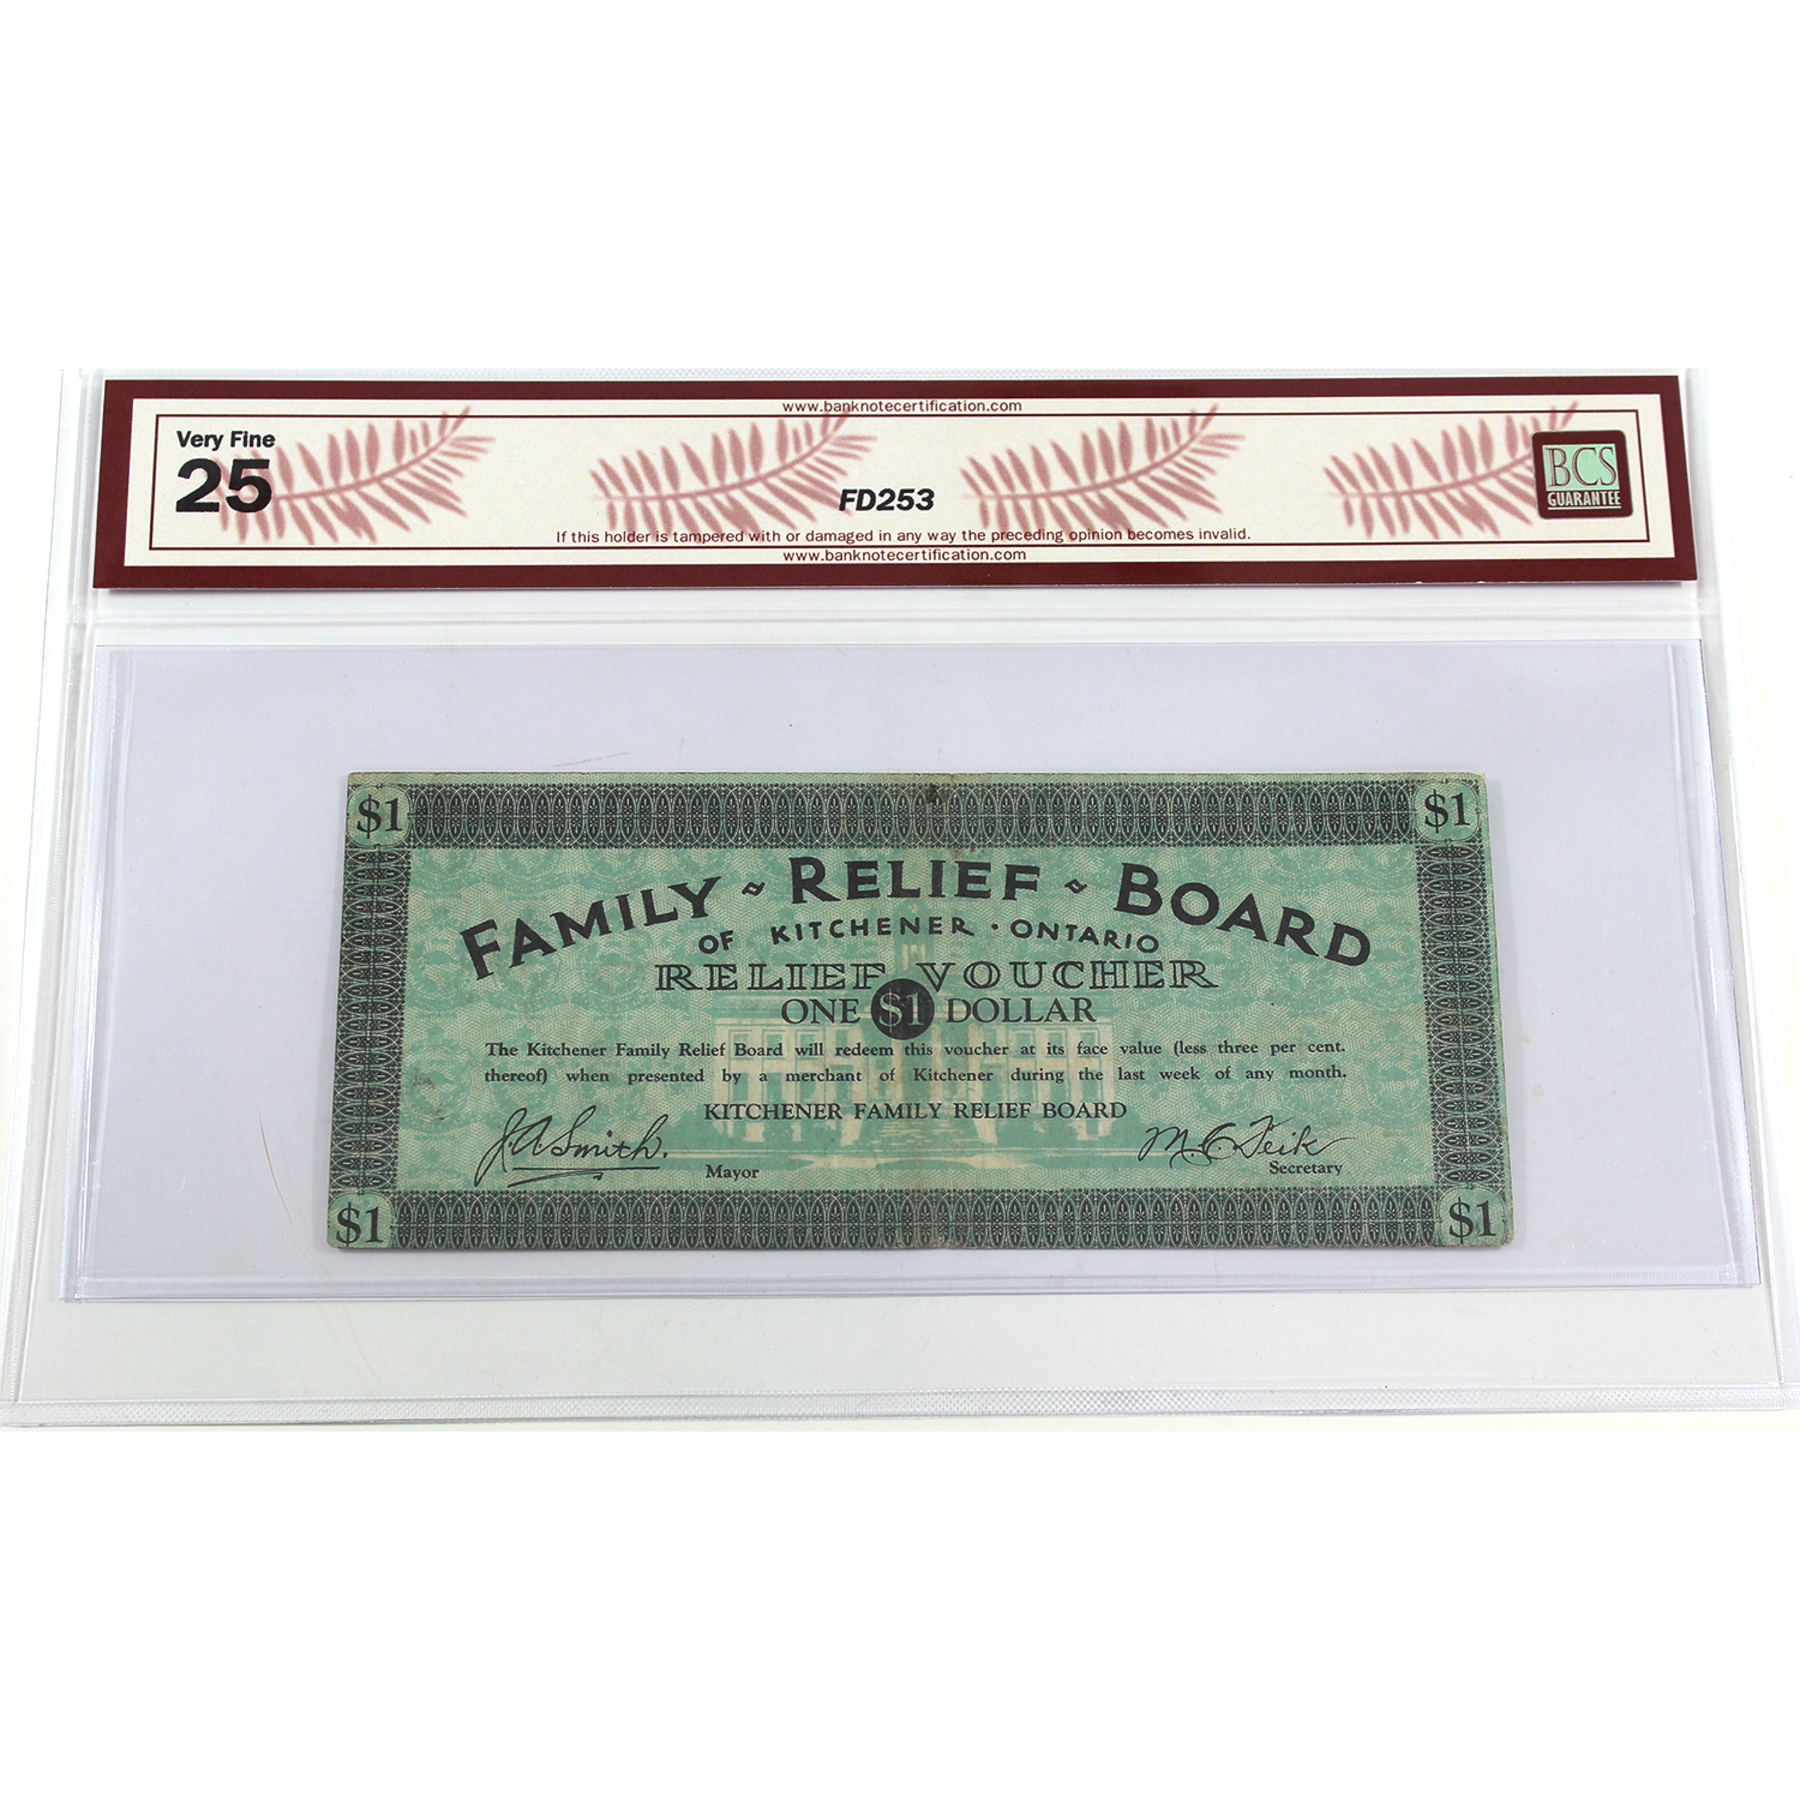 www.banknotecertification.com
Very Fine
25
FD253
BCS
GUARANTEE
If this holder is tampered with or damaged in any way the preceding opinion becomes invalid.
www.banknotecertification.com
$1 $1
FAMILY ~ RELIEF ~ BOARD
OF KITCHENER · ONTARIO
RELIEF VOUCHER
ONE $1 DOLLAR
The Kitchener Family Relief Board will redeem this voucher at its face value (less three per cent.
thereof) when presented by a merchant of Kitchener during the last week of any month.
KITCHENER FAMILY RELIEF BOARD
J. A. Smith. M. C. Zeik
Mayor Secretary
$1 $1